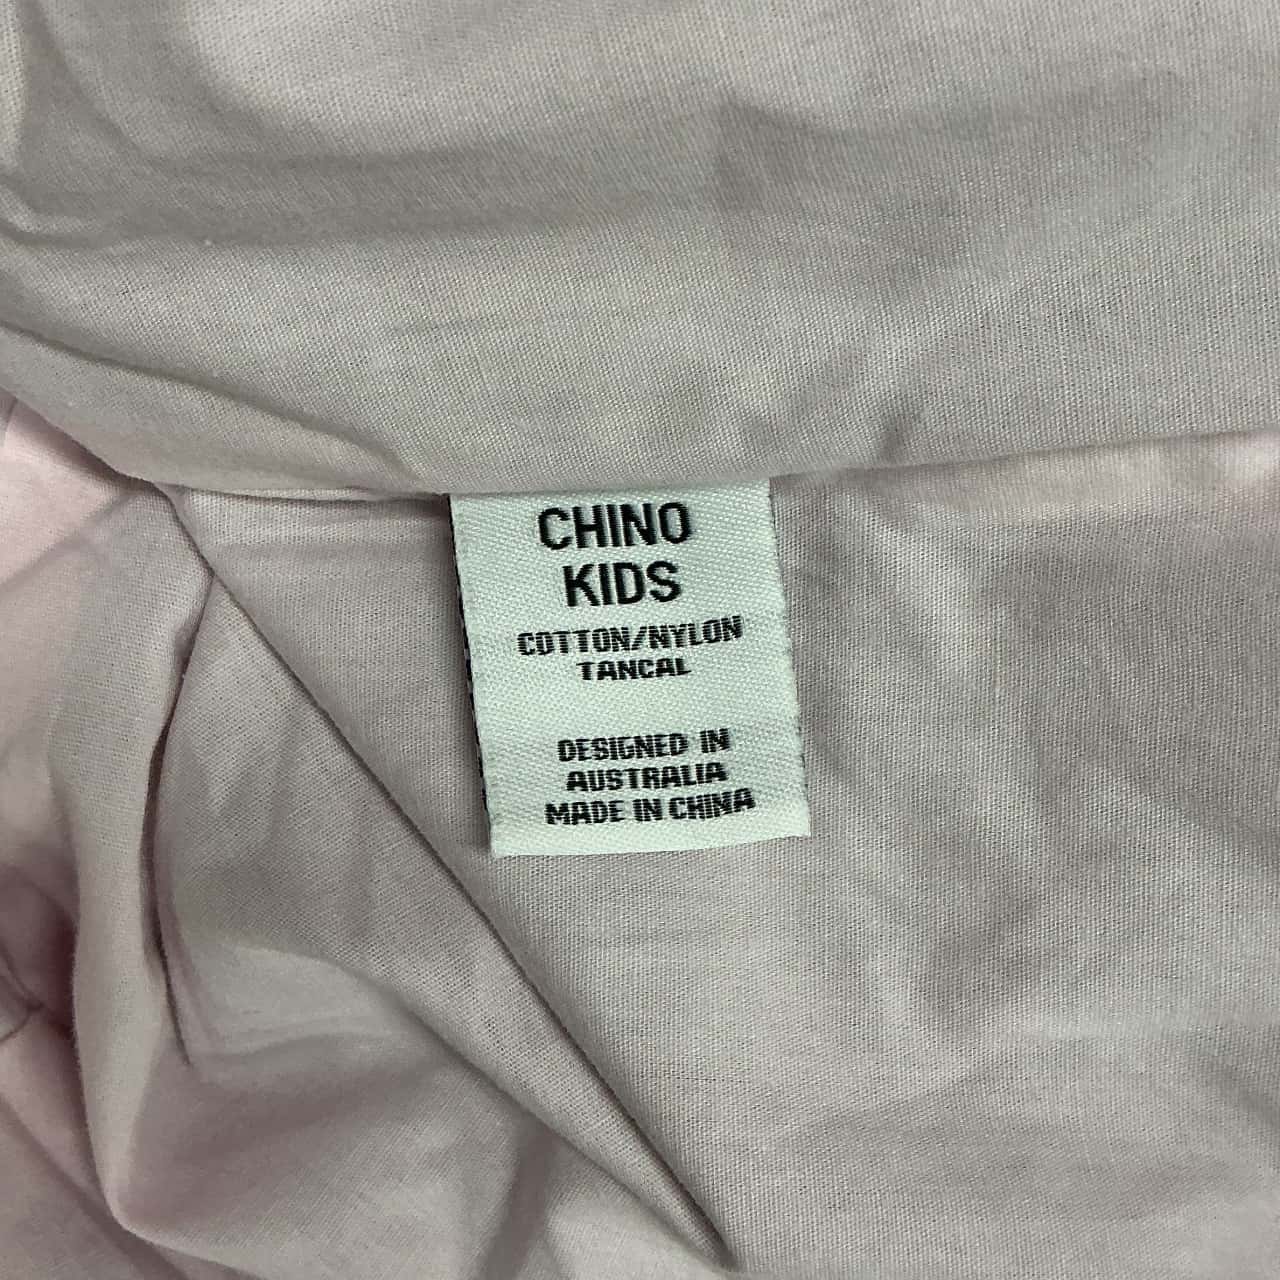 CHINO
KIDS
COTTON/NYLON
TANCAL
DESIGNED IN
AUSTRALIA
MADE IN CHINA